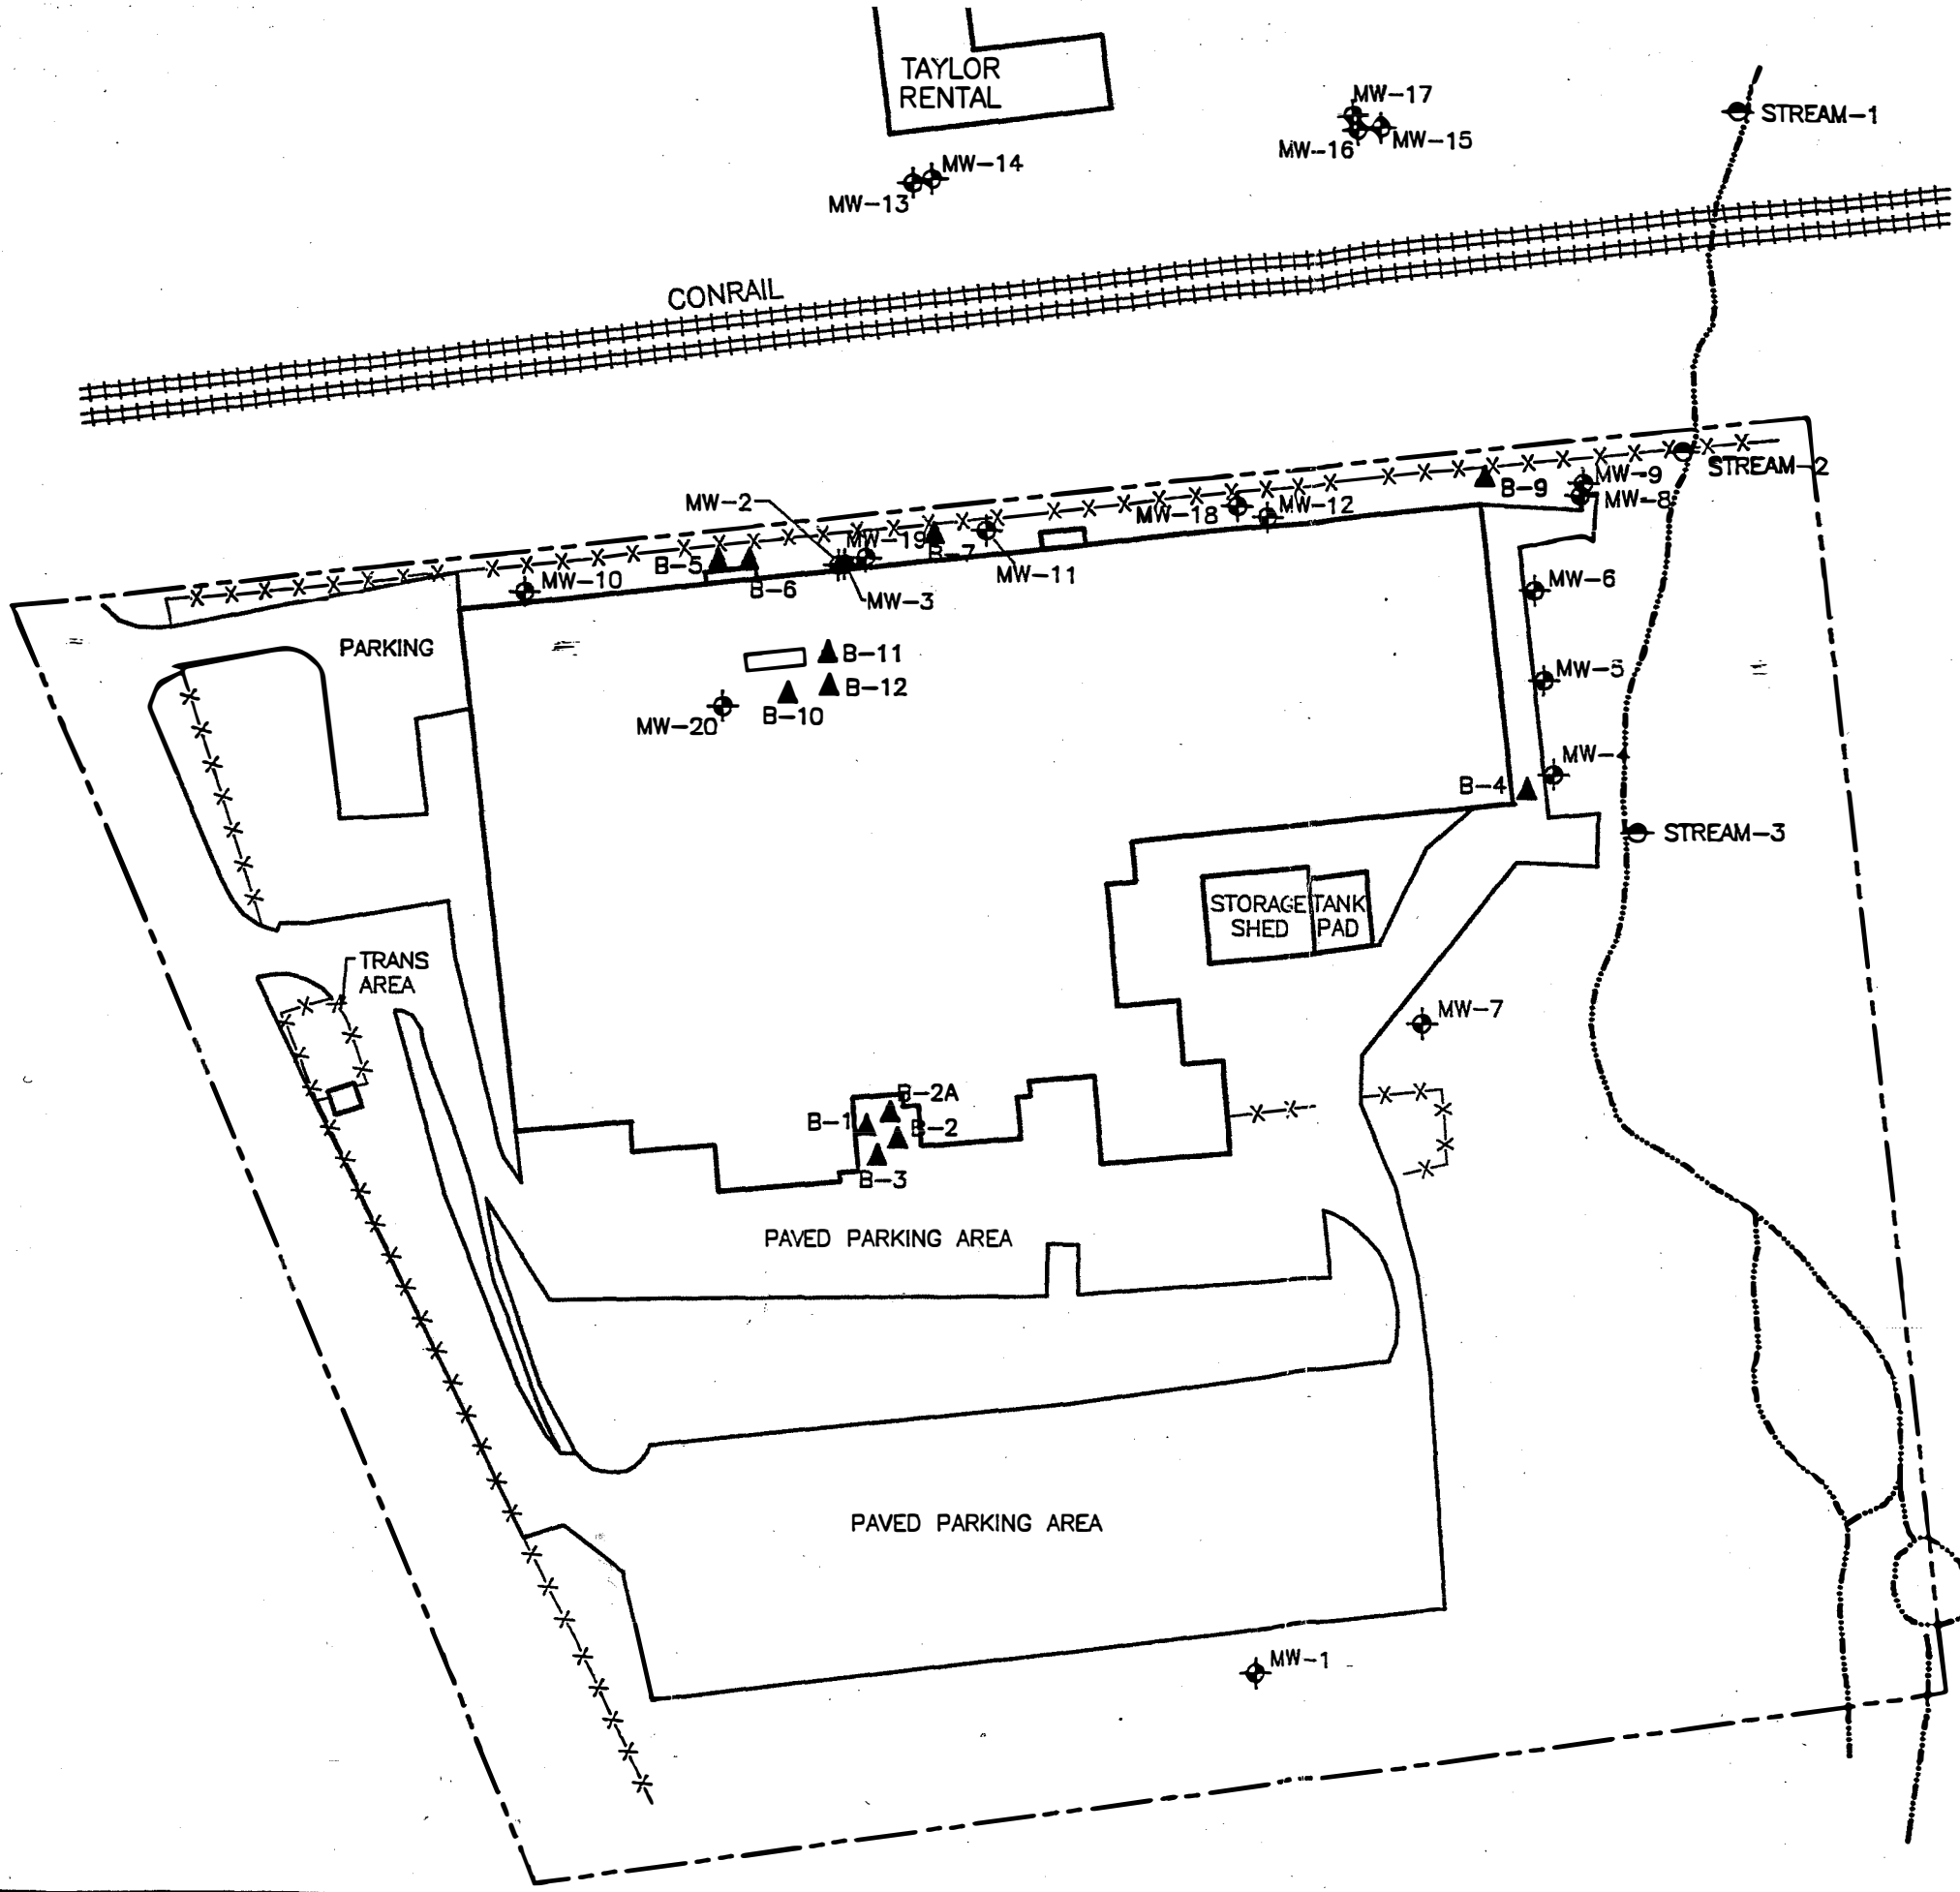 TAYLOR
RENTAL
MW-17
STREAM-1
MW-16
MW-15
MW-14
MW-13
CONRAIL
STREAM-2
MW-9
B-9
MW-8
MW-2
MW-18
MW-12
MW-19
B-7
B-5
MW-10
B-6
MW-11
MW-3
MW-6
PARKING
B-11
MW-5
B-12
MW-20
B-10
MW-4
B-4
STREAM-3
STORAGE
SHED
TANK
PAD
TRANS
AREA
MW-7
B-2A
B-1
B-2
B-3
PAVED PARKING AREA
PAVED PARKING AREA
MW-1